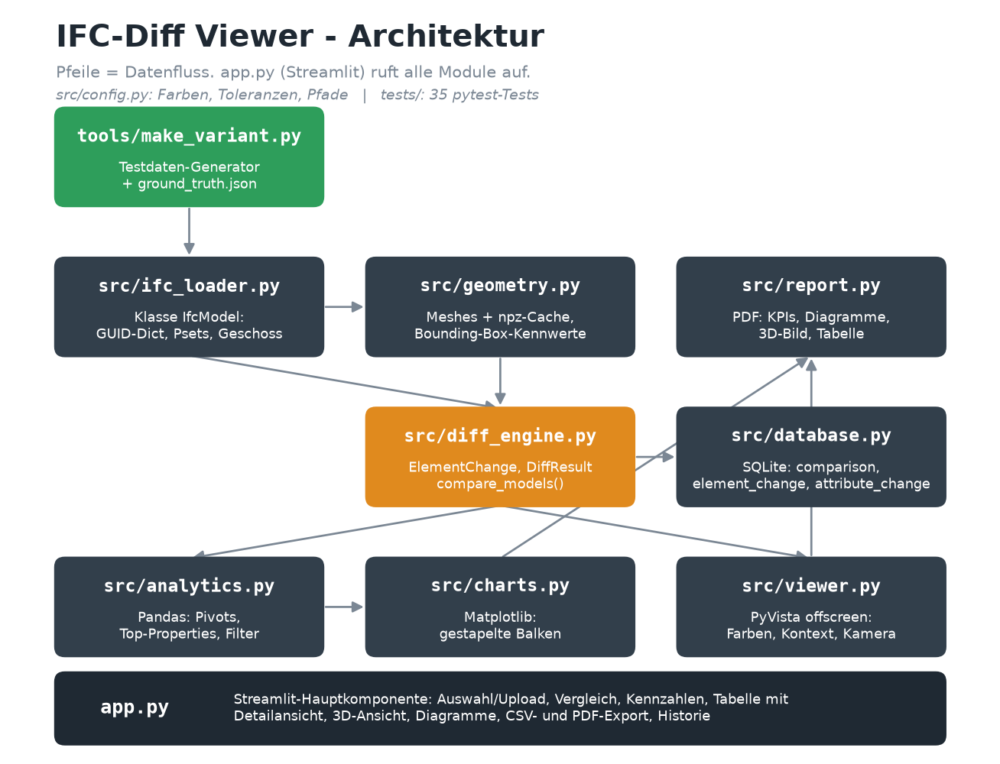 IFC-Diff Viewer - Architektur
Pfeile = Datenfluss. app.py (Streamlit) ruft alle Module auf.
src/config.py: Farben, Toleranzen, Pfade | tests/: 35 pytest-Tests
tools/make_variant.py
Testdaten-Generator
+ ground_truth.json
src/ifc_loader.py
Klasse IfcModel:
GUID-Dict, Psets, Geschoss
src/geometry.py
Meshes + npz-Cache,
Bounding-Box-Kennwerte
src/report.py
PDF: KPIs, Diagramme,
3D-Bild, Tabelle
src/diff_engine.py
ElementChange, DiffResult
compare_models()
src/database.py
SQLite: comparison,
element_change, attribute_change
src/analytics.py
Pandas: Pivots,
Top-Properties, Filter
src/charts.py
Matplotlib:
gestapelte Balken
src/viewer.py
PyVista offscreen:
Farben, Kontext, Kamera
app.py
Streamlit-Hauptkomponente: Auswahl/Upload, Vergleich, Kennzahlen, Tabelle mit
Detailansicht, 3D-Ansicht, Diagramme, CSV- und PDF-Export, Historie